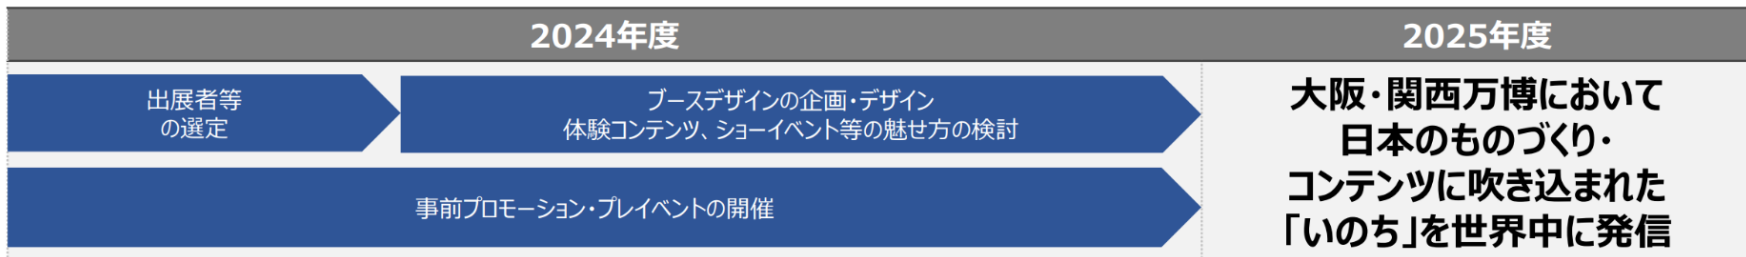 2024年度
2025年度
出展者等
の選定
ブースデザインの企画・デザイン
体験コンテンツ、ショーイベント等の魅せ方の検討
事前プロモーション・プレイベントの開催
大阪・関西万博において
日本のものづくり・
コンテンツに吹き込まれた
「いのち」を世界中に発信